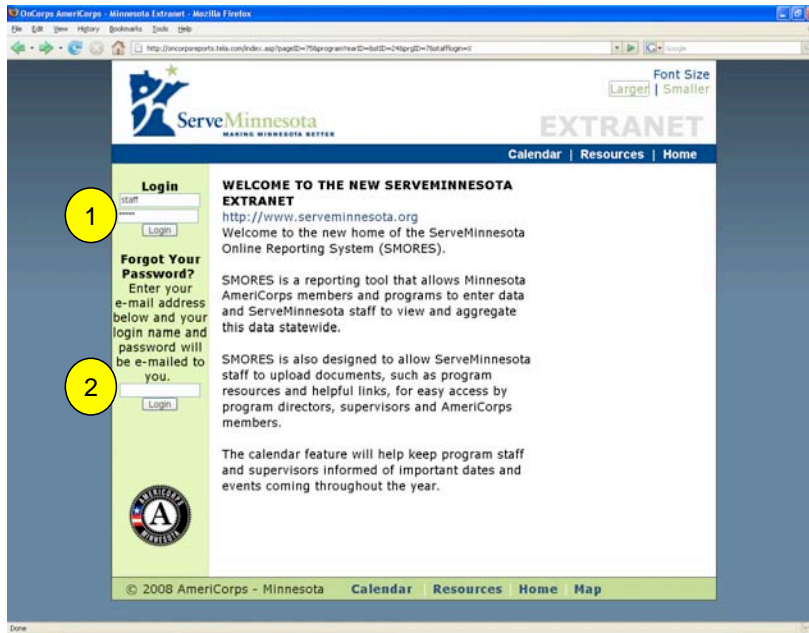 OnCorps AmeriCorps - Minnesota Extranet - Mozilla Firefox
File Edit View History Bookmarks Tools Help
Google
Font Size
Larger | Smaller
ServeMinnesota
MAKING MINNESOTA BETTER
EXTRANET
Calendar | Resources | Home
Login
staff
*****
Login
1
Forgot Your
Password?
Enter your
e-mail address
below and your
login name and
password will
be e-mailed to
you.
Login
2
AMERICORPS
A
MINNESOTA
WELCOME TO THE NEW SERVEMINNESOTA
EXTRANET
http://www.serveminnesota.org
Welcome to the new home of the ServeMinnesota
Online Reporting System (SMORES).
SMORES is a reporting tool that allows Minnesota
AmeriCorps members and programs to enter data
and ServeMinnesota staff to view and aggregate
this data statewide.
SMORES is also designed to allow ServeMinnesota
staff to upload documents, such as program
resources and helpful links, for easy access by
program directors, supervisors and AmeriCorps
members.
The calendar feature will help keep program staff
and supervisors informed of important dates and
events coming throughout the year.
© 2008 AmeriCorps - Minnesota Calendar | Resources | Home | Map
Done